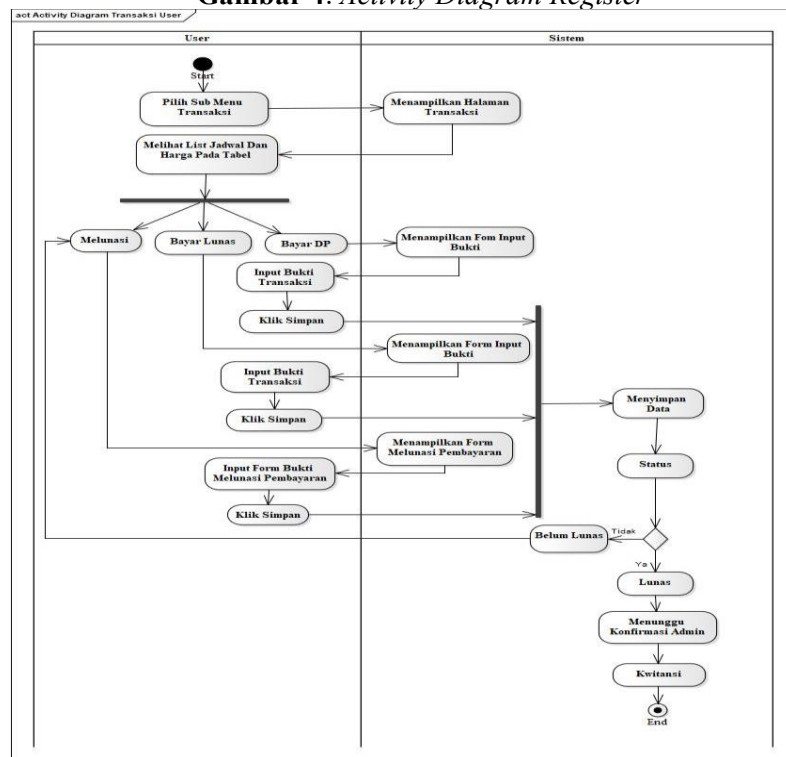 Gambar 4. Activity Diagram Register
act Activity Diagram Transaksi User
User
Sistem
Start
Pilih Sub Menu
Transaksi
Menampilkan Halaman
Transaksi
Melihat List Jadwal Dan
Harga Pada Tabel
Melunasi
Bayar Lunas
Bayar DP
Menampilkan Fom Input
Bukti
Input Bukti
Transaksi
Klik Simpan
Menampilkan Form Input
Bukti
Input Bukti
Transaksi
Klik Simpan
Menyimpan
Data
Menampilkan Form
Melunasi Pembayaran
Status
Input Form Bukti
Melunasi Pembayaran
Klik Simpan
Belum Lunas
Tidak
Ya
Lunas
Menunggu
Konfirmasi Admin
Kwitansi
End